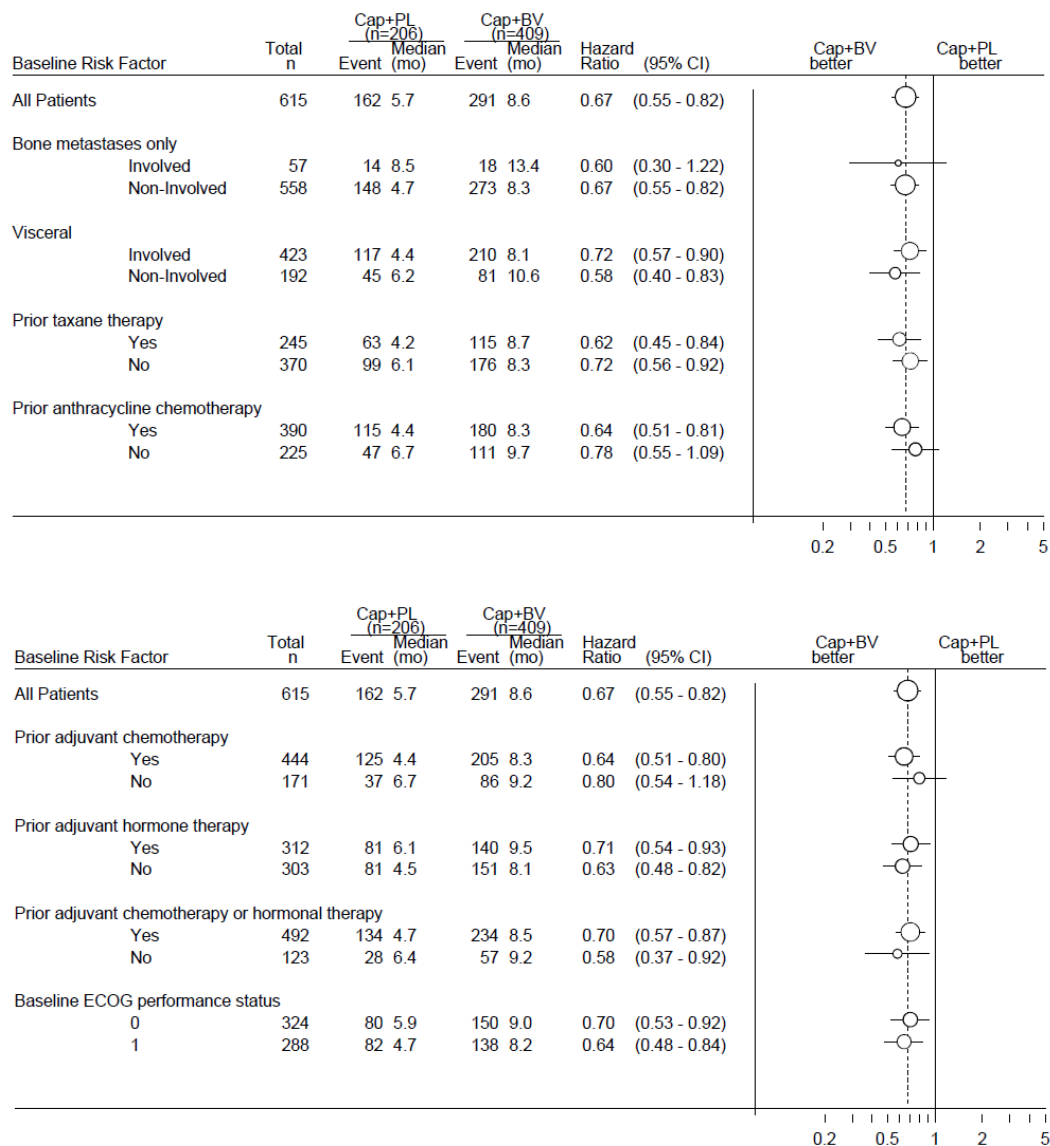 Cap+PL Cap+BV
(n=206) (n=409)
Total Median Median Hazard Cap+BV Cap+PL
Baseline Risk Factor n Event (mo) Event (mo) Ratio (95% CI) better better
All Patients 615 162 5.7 291 8.6 0.67 (0.55 - 0.82)
Bone metastases only
Involved 57 14 8.5 18 13.4 0.60 (0.30 - 1.22)
Non-Involved 558 148 4.7 273 8.3 0.67 (0.55 - 0.82)
Visceral
Involved 423 117 4.4 210 8.1 0.72 (0.57 - 0.90)
Non-Involved 192 45 6.2 81 10.6 0.58 (0.40 - 0.83)
Prior taxane therapy
Yes 245 63 4.2 115 8.7 0.62 (0.45 - 0.84)
No 370 99 6.1 176 8.3 0.72 (0.56 - 0.92)
Prior anthracycline chemotherapy
Yes 390 115 4.4 180 8.3 0.64 (0.51 - 0.81)
No 225 47 6.7 111 9.7 0.78 (0.55 - 1.09)
0.2 0.5 1 2 5
Cap+PL Cap+BV
(n=206) (n=409)
Total Median Median Hazard Cap+BV Cap+PL
Baseline Risk Factor n Event (mo) Event (mo) Ratio (95% CI) better better
All Patients 615 162 5.7 291 8.6 0.67 (0.55 - 0.82)
Prior adjuvant chemotherapy
Yes 444 125 4.4 205 8.3 0.64 (0.51 - 0.80)
No 171 37 6.7 86 9.2 0.80 (0.54 - 1.18)
Prior adjuvant hormone therapy
Yes 312 81 6.1 140 9.5 0.71 (0.54 - 0.93)
No 303 81 4.5 151 8.1 0.63 (0.48 - 0.82)
Prior adjuvant chemotherapy or hormonal therapy
Yes 492 134 4.7 234 8.5 0.70 (0.57 - 0.87)
No 123 28 6.4 57 9.2 0.58 (0.37 - 0.92)
Baseline ECOG performance status
0 324 80 5.9 150 9.0 0.70 (0.53 - 0.92)
1 288 82 4.7 138 8.2 0.64 (0.48 - 0.84)
0.2 0.5 1 2 5